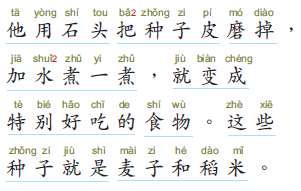 tā yòng shí tou bǎ2 zhǒng zi pí mó diào
他用石头把种子皮磨掉，
jiā shuǐ2 zhǔ yi zhǔ jiù biàn chéng
加水煮一煮，就变成
tè bié hǎo chī de shí wù zhè xiē
特别好吃的食物。这些
zhǒng zi jiù shì mài zi hé dào mǐ
种子就是麦子和稻米。